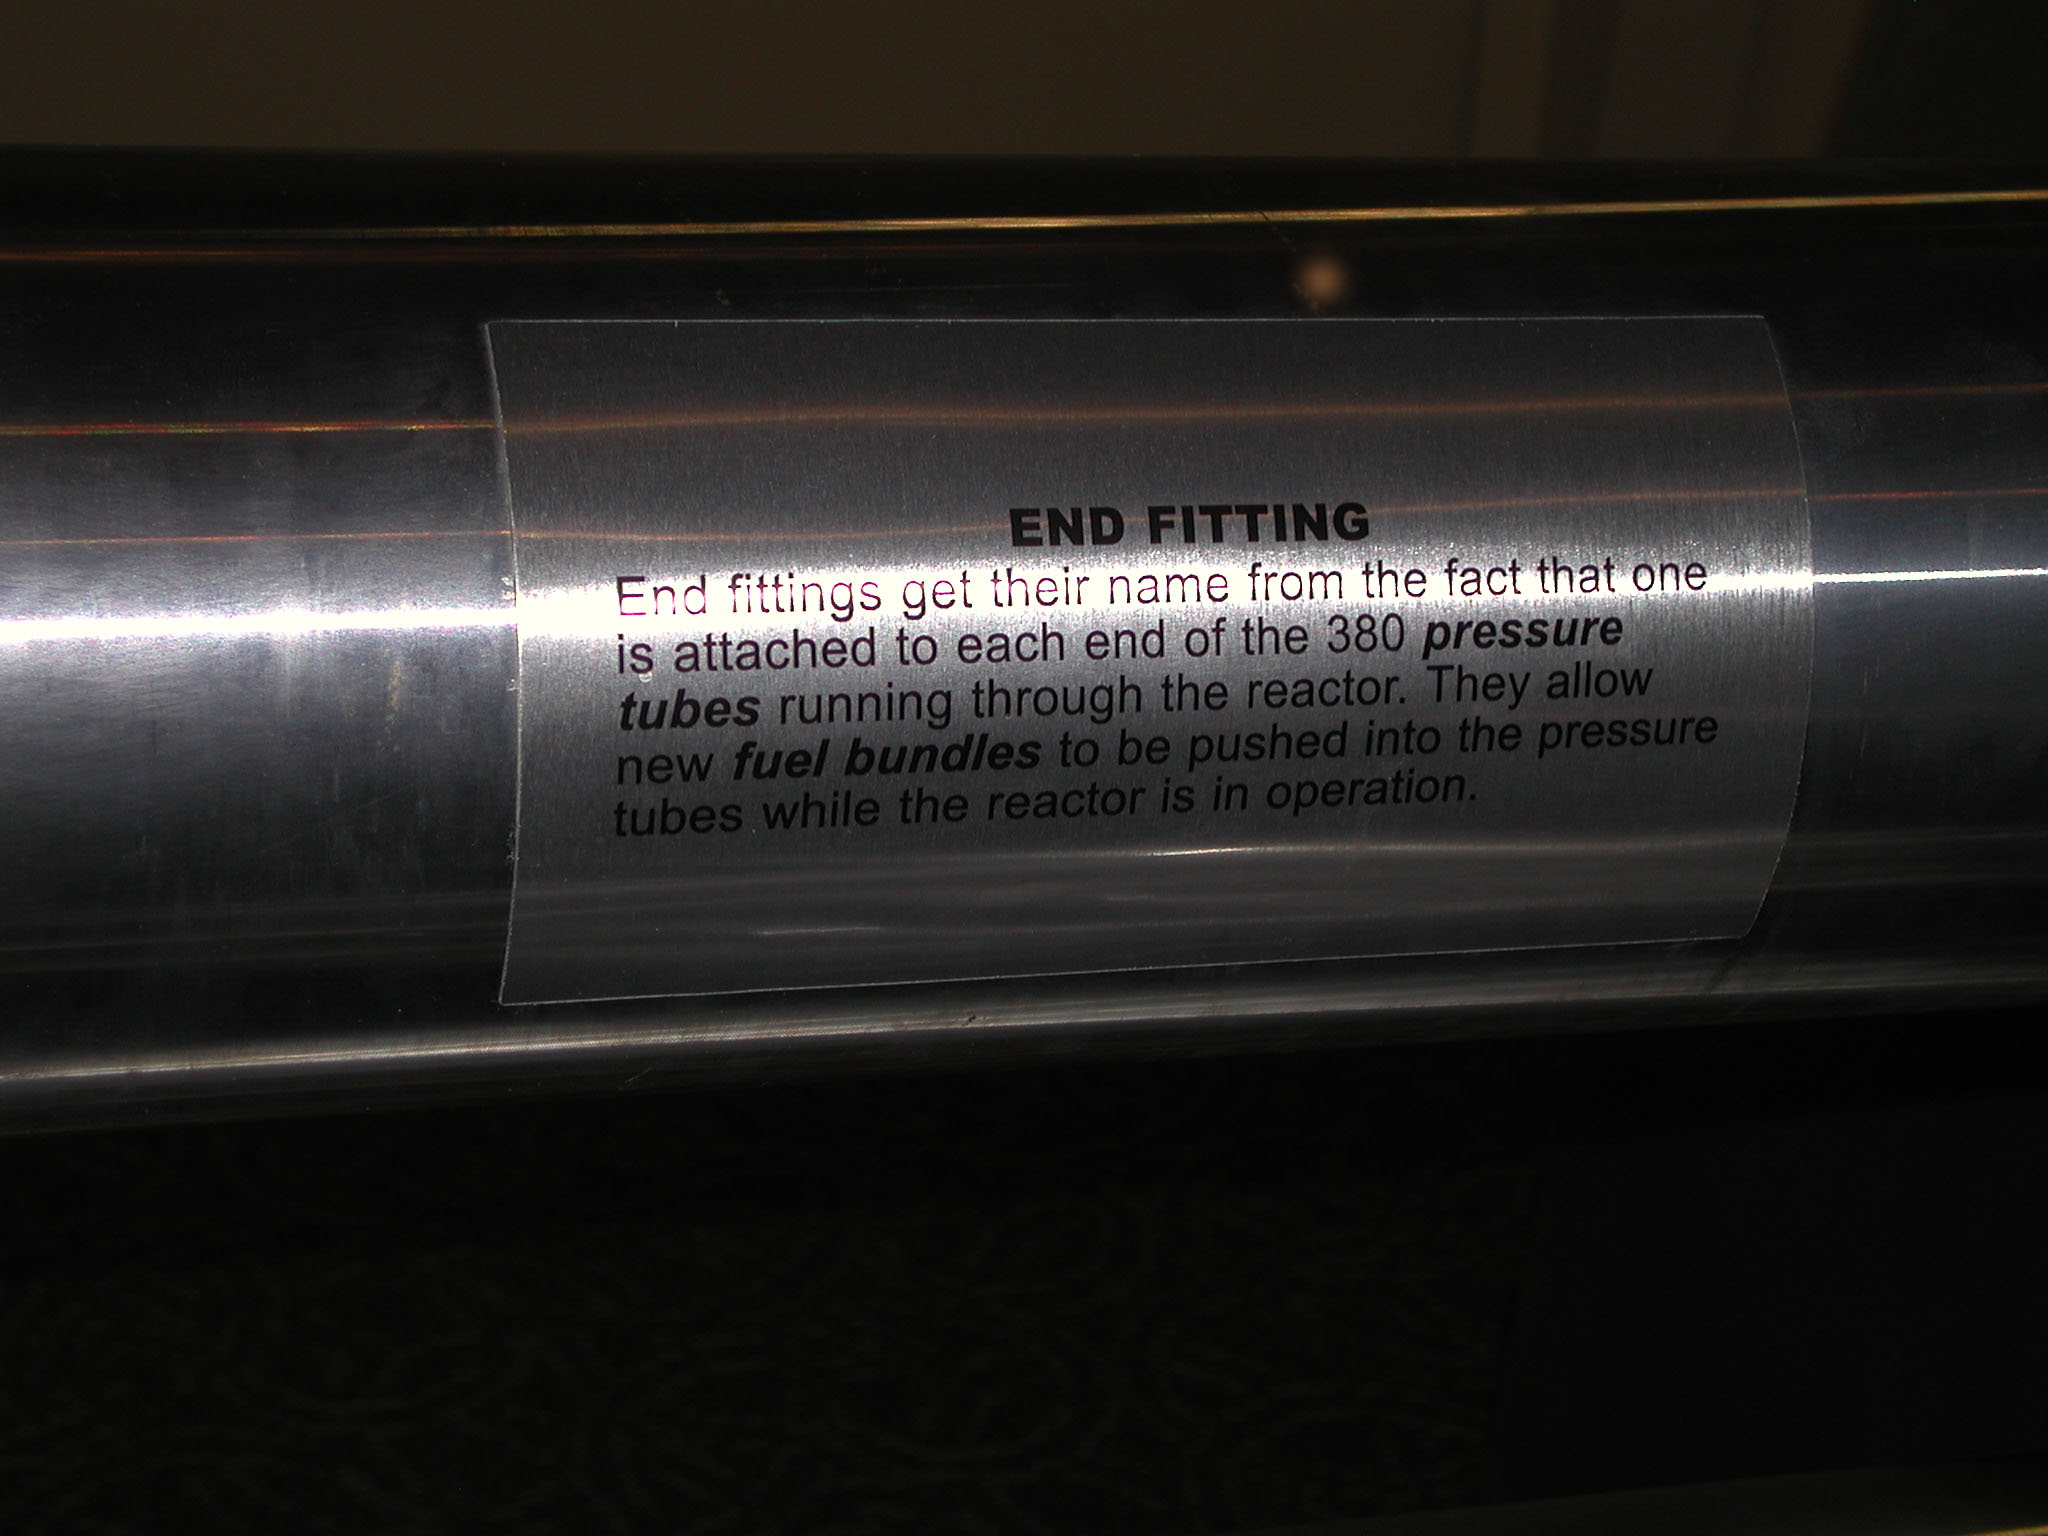 END FITTING
End fittings get their name from the fact that one
is attached to each end of the 380 pressure
tubes running through the reactor. They allow
new fuel bundles to be pushed into the pressure
tubes while the reactor is in operation.